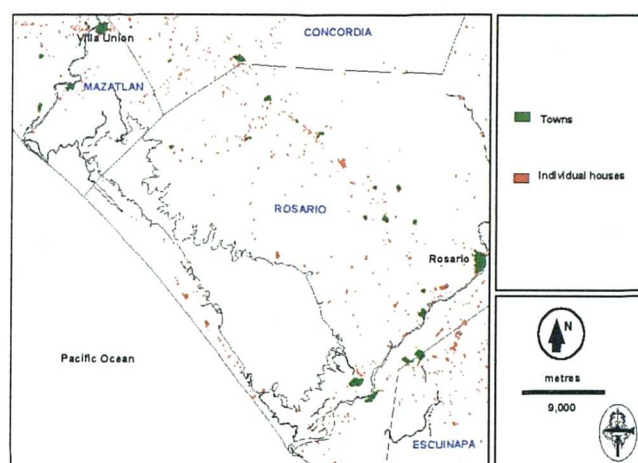 CONCORDIA
Villa Union
MAZATLAN
ROSARIO
Rosario
Pacific Ocean
ESCUINAPA
Towns
Individual houses
N
metres
9,000